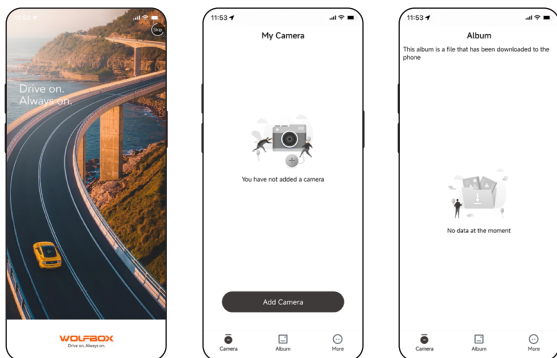 11:53
Skip
Drive on.
Always on.
WOLFBOX
Drive on. Always on.
11:53
My Camera
You have not added a camera
Add Camera
Camera
Album
More
11:53
Album
This album is a file that has been downloaded to the
phone
No data at the moment
Camera
Album
More